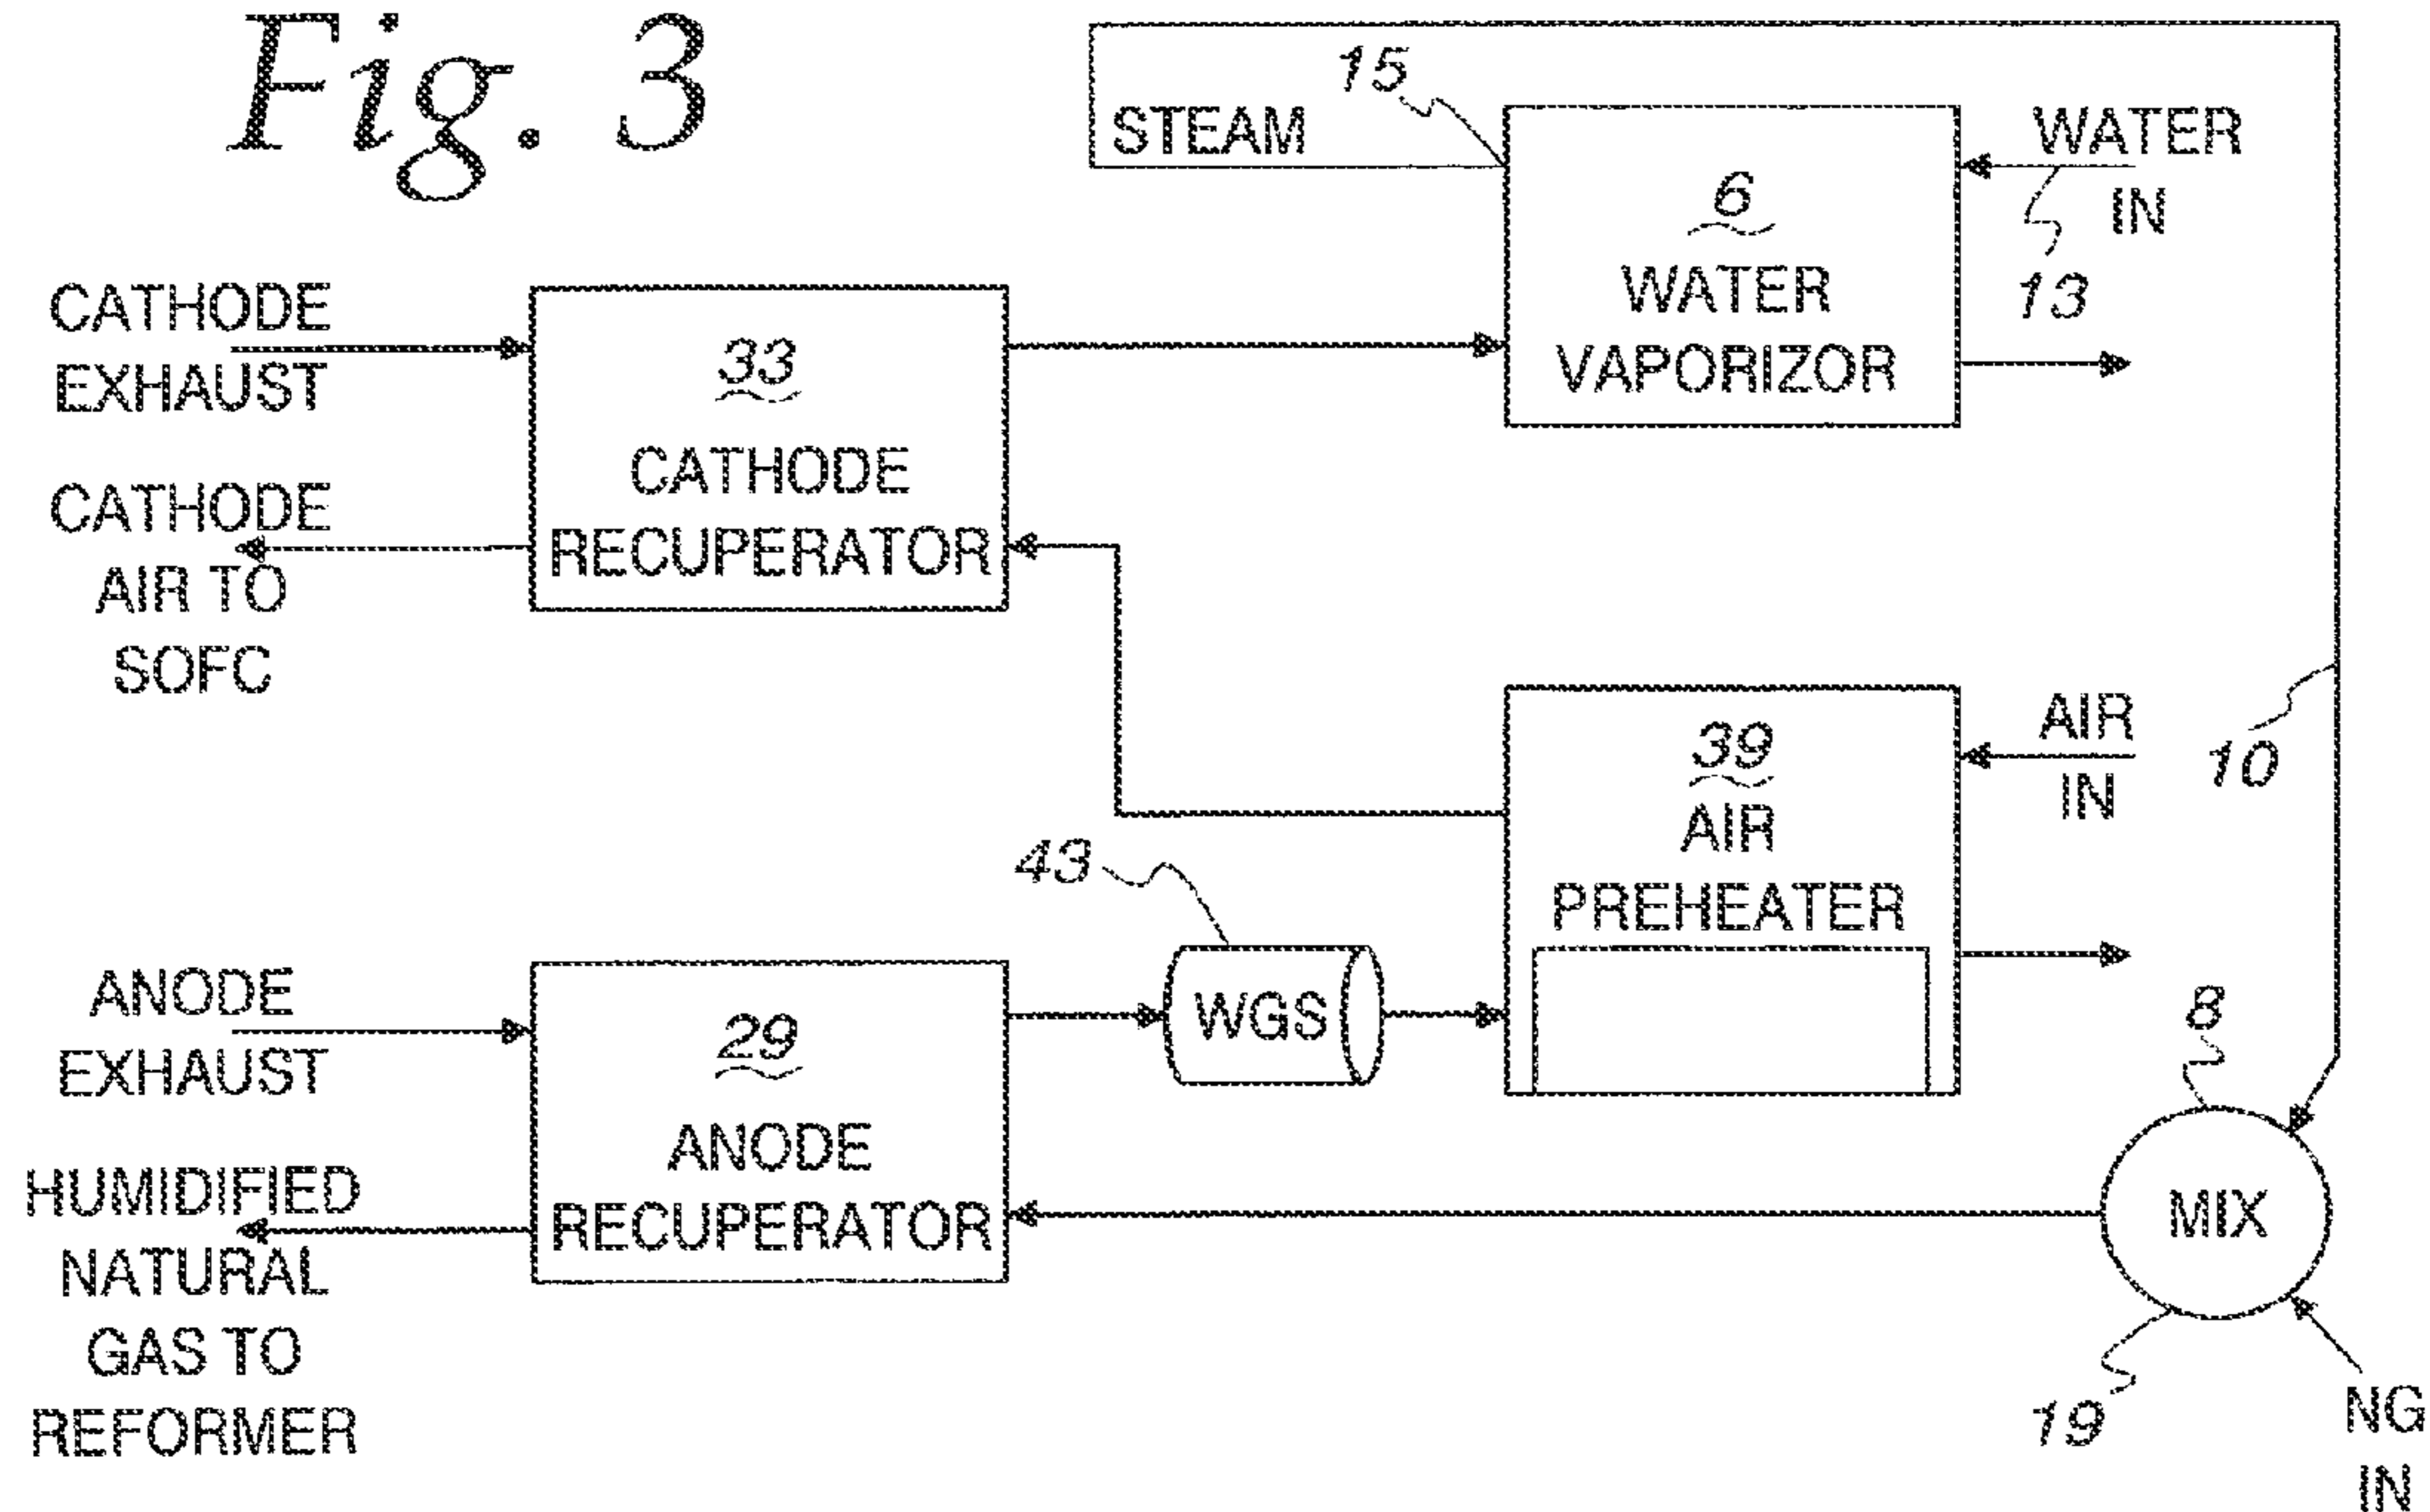 Fig. 3
15
STEAM
WATER
IN
6
WATER
VAPORIZOR
13
CATHODE
EXHAUST
33
CATHODE
RECUPERATOR
CATHODE
AIR TO
SOFC
39
AIR
PREHEATER
AIR
IN
10
43
WGS
ANODE
EXHAUST
29
ANODE
RECUPERATOR
8
MIX
HUMIDIFIED
NATURAL
GAS TO
REFORMER
19
NG
IN